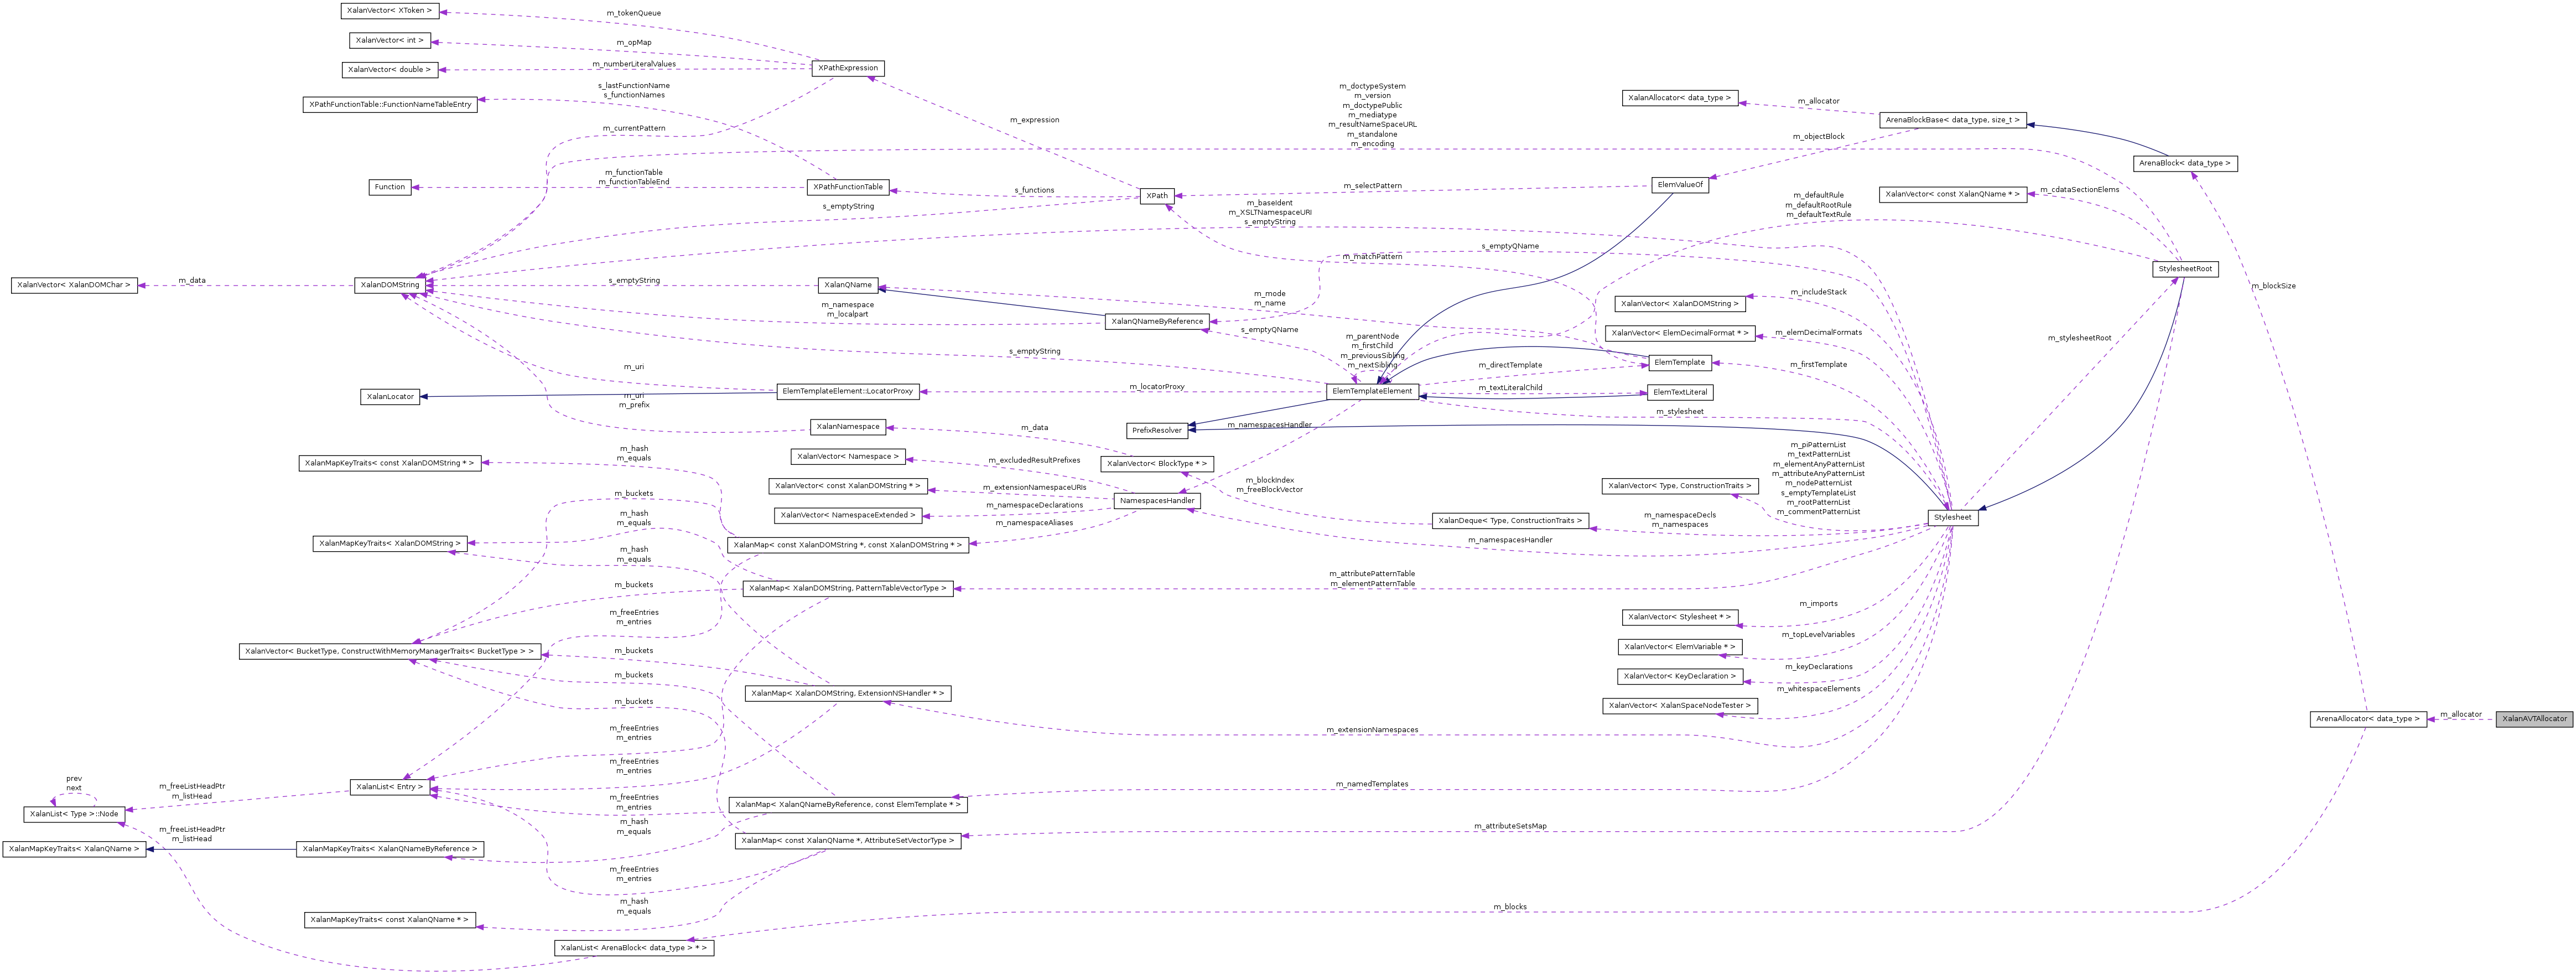 XalanVector< XToken >
m_tokenQueue
XalanVector< int >
m_opMap
XalanVector< double >
m_numberLiteralValues
XPathExpression
XPathFunctionTable::FunctionNameTableEntry
s_lastFunctionName
s_functionNames
m_currentPattern
m_expression
m_doctypeSystem
m_version
m_doctypePublic
m_mediatype
m_resultNameSpaceURL
m_standalone
m_encoding
XalanAllocator< data_type >
m_allocator
ArenaBlockBase< data_type, size_t >
m_objectBlock
ArenaBlock< data_type >
Function
m_functionTable
m_functionTableEnd
XPathFunctionTable
s_functions
XPath
m_selectPattern
ElemValueOf
XalanVector< const XalanQName * >
m_cdataSectionElems
s_emptyString
m_baseIdent
m_XSLTNamespaceURI
s_emptyString
m_defaultRule
m_defaultRootRule
m_defaultTextRule
s_emptyQName
m_matchPattern
StylesheetRoot
m_blockSize
XalanVector< XalanDOMChar >
m_data
XalanDOMString
s_emptyString
XalanQName
m_mode
m_name
m_includeStack
XalanVector< XalanDOMString >
m_namespace
m_localpart
XalanQNameByReference
s_emptyQName
XalanVector< ElemDecimalFormat * >
m_elemDecimalFormats
m_stylesheetRoot
s_emptyString
m_parentNode
m_firstChild
m_previousSibling
m_nextSibling
m_directTemplate
ElemTemplate
m_firstTemplate
m_uri
XalanLocator
ElemTemplateElement::LocatorProxy
m_locatorProxy
ElemTemplateElement
m_textLiteralChild
ElemTextLiteral
m_uri
m_prefix
m_stylesheet
XalanNamespace
m_data
PrefixResolver
m_namespacesHandler
m_hash
m_equals
XalanMapKeyTraits< const XalanDOMString * >
XalanVector< Namespace >
m_excludedResultPrefixes
XalanVector< BlockType * >
m_piPatternList
m_textPatternList
m_elementAnyPatternList
m_attributeAnyPatternList
m_nodePatternList
s_emptyTemplateList
m_rootPatternList
m_commentPatternList
XalanVector< Type, ConstructionTraits >
XalanVector< const XalanDOMString * >
m_extensionNamespaceURIs
m_blockIndex
m_freeBlockVector
m_buckets
NamespacesHandler
XalanVector< NamespaceExtended >
m_namespaceDeclarations
m_namespaceAliases
XalanDeque< Type, ConstructionTraits >
m_namespaceDecls
m_namespaces
Stylesheet
m_hash
m_equals
XalanMapKeyTraits< XalanDOMString >
XalanMap< const XalanDOMString *, const XalanDOMString * >
m_namespacesHandler
m_hash
m_equals
m_buckets
XalanMap< XalanDOMString, PatternTableVectorType >
m_attributePatternTable
m_elementPatternTable
m_freeEntries
m_entries
XalanVector< Stylesheet * >
m_imports
XalanVector< BucketType, ConstructWithMemoryManagerTraits< BucketType > >
m_buckets
XalanVector< ElemVariable * >
m_topLevelVariables
m_buckets
XalanVector< KeyDeclaration >
m_keyDeclarations
XalanMap< XalanDOMString, ExtensionNSHandler * >
m_buckets
XalanVector< XalanSpaceNodeTester >
m_whitespaceElements
m_freeEntries
m_entries
m_extensionNamespaces
ArenaAllocator< data_type >
m_allocator
XalanAVTAllocator
m_freeEntries
m_entries
prev
next
m_freeListHeadPtr
m_listHead
XalanList< Entry >
m_namedTemplates
m_freeEntries
m_entries
XalanMap< XalanQNameByReference, const ElemTemplate * >
XalanList< Type >::Node
m_freeListHeadPtr
m_listHead
m_hash
m_equals
m_attributeSetsMap
XalanMapKeyTraits< XalanQName >
XalanMapKeyTraits< XalanQNameByReference >
XalanMap< const XalanQName *, AttributeSetVectorType >
m_freeEntries
m_entries
m_hash
m_equals
XalanMapKeyTraits< const XalanQName * >
m_blocks
XalanList< ArenaBlock< data_type > * >